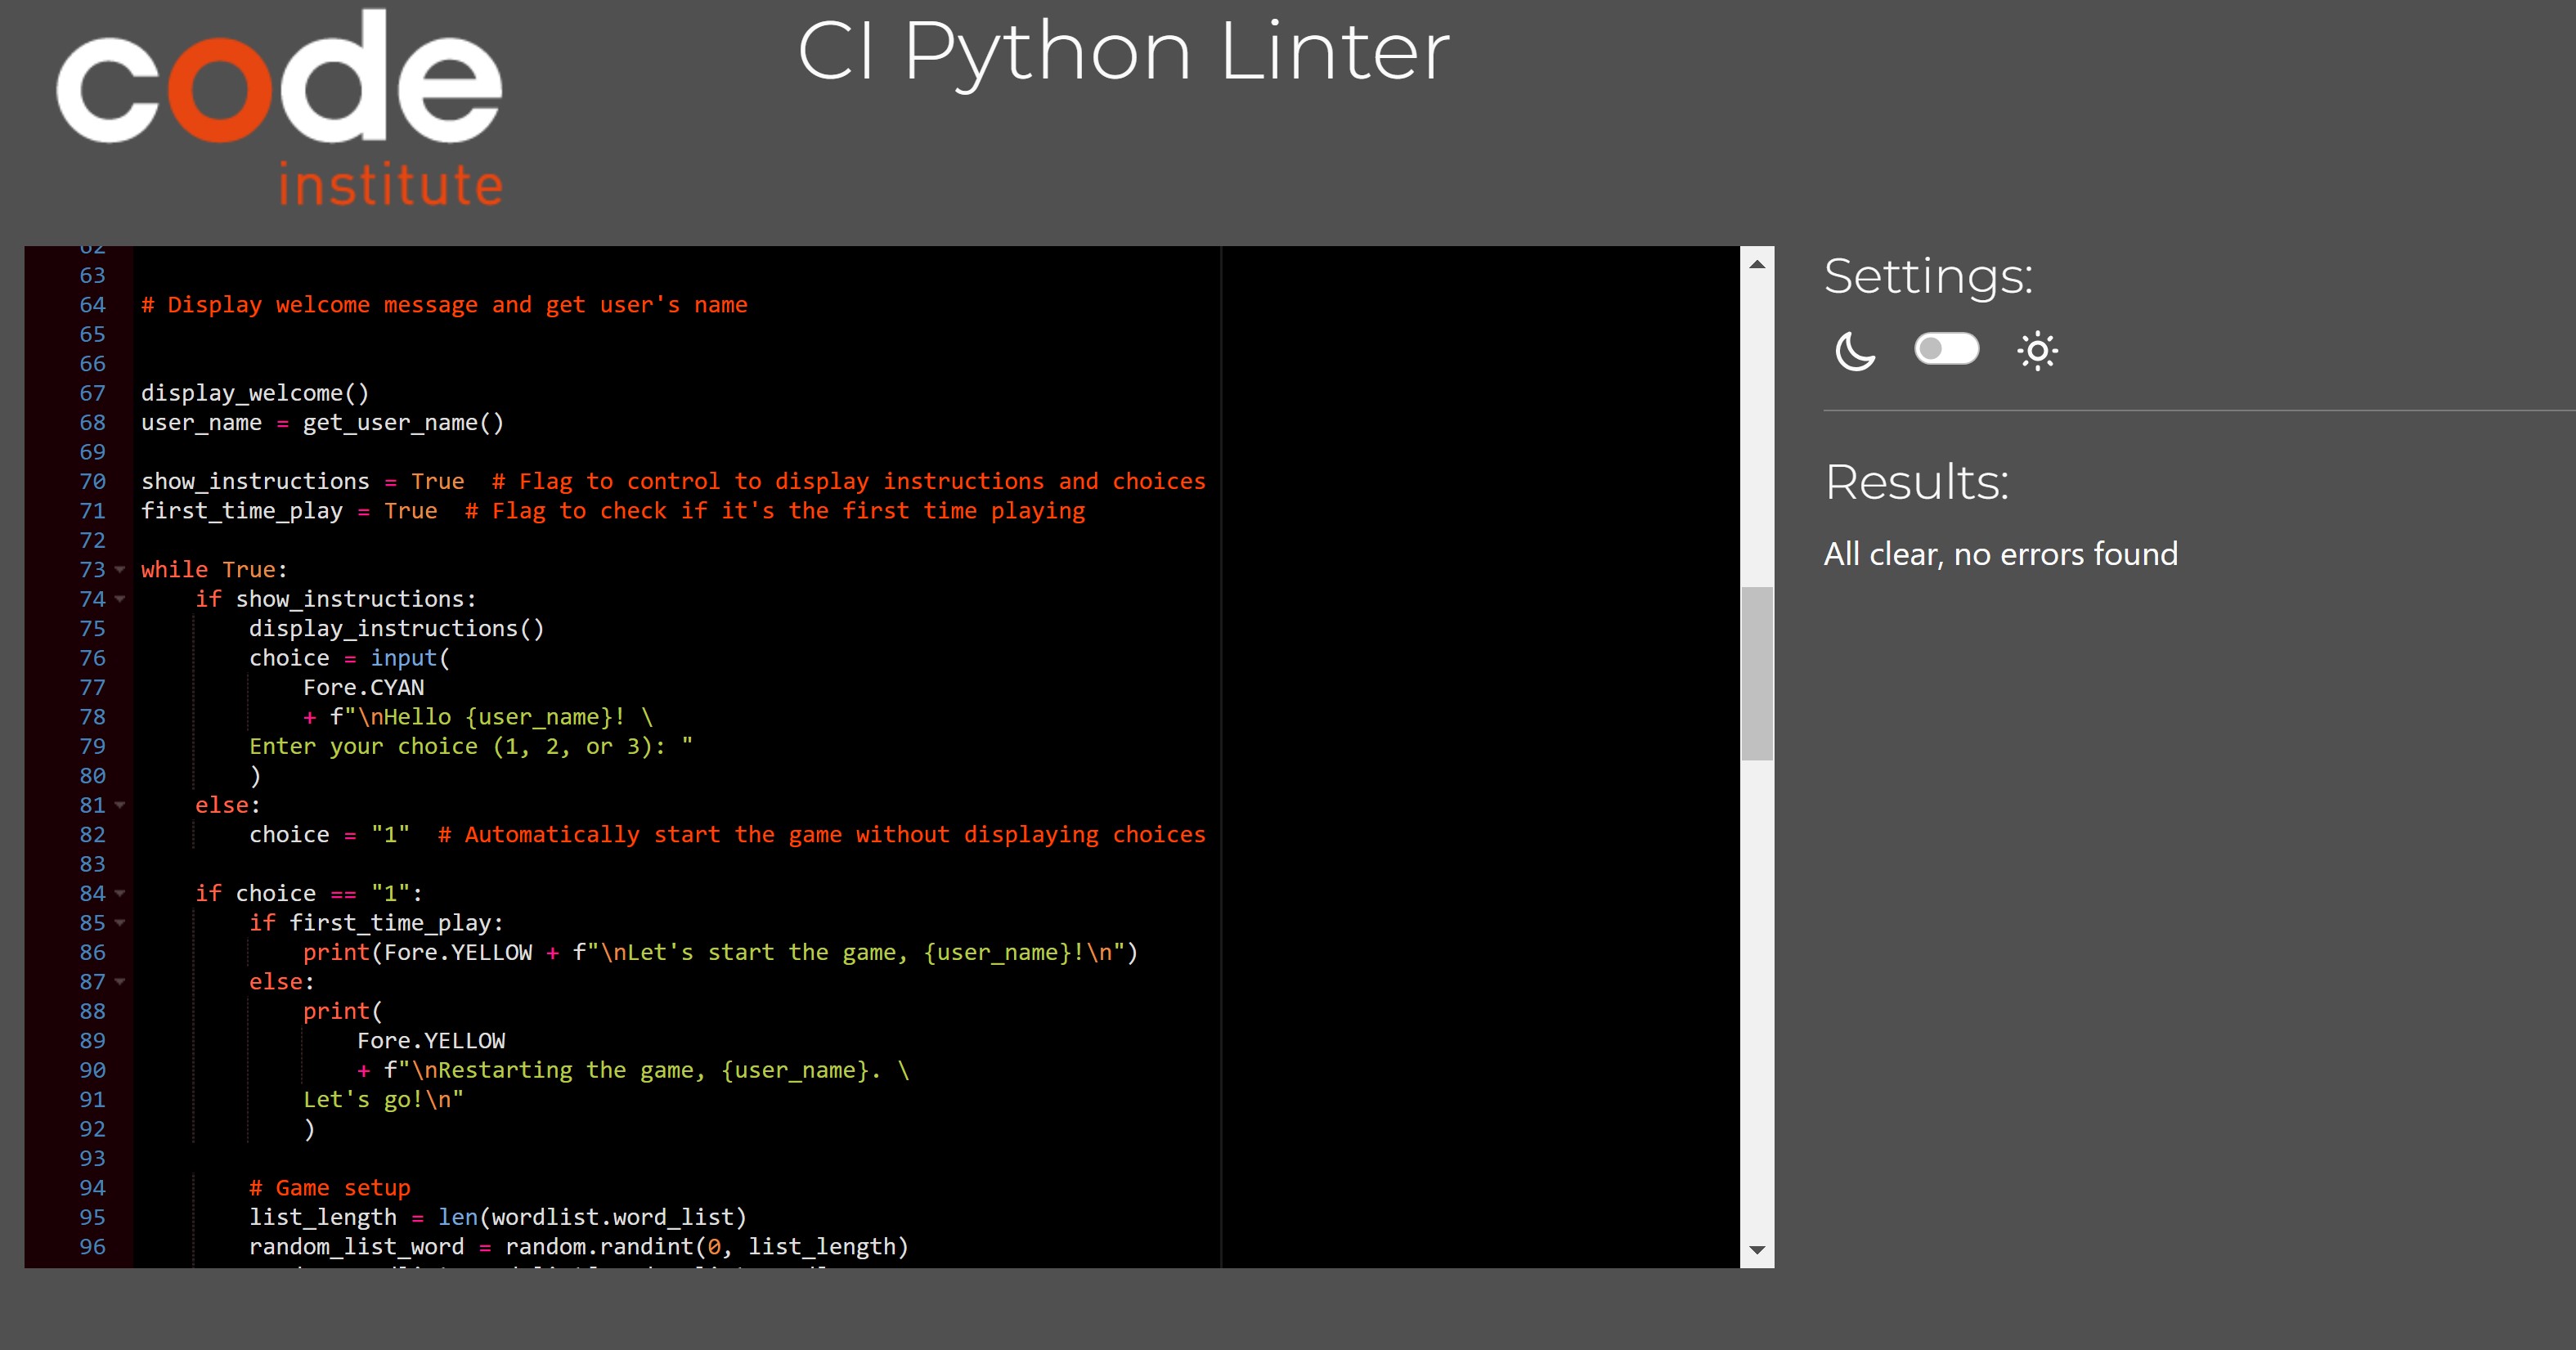 code
institute
CI Python Linter
62
63
64 # Display welcome message and get user's name
65
66
67 display_welcome()
68 user_name = get_user_name()
69
70 show_instructions = True  # Flag to control to display instructions and choices
71 first_time_play = True  # Flag to check if it's the first time playing
72
73 while True:
74     if show_instructions:
75         display_instructions()
76         choice = input(
77             Fore.CYAN
78             + f"\nHello {user_name}! \
79         Enter your choice (1, 2, or 3): "
80         )
81     else:
82         choice = "1"  # Automatically start the game without displaying choices
83
84     if choice == "1":
85         if first_time_play:
86             print(Fore.YELLOW + f"\nLet's start the game, {user_name}!\n")
87         else:
88             print(
89                 Fore.YELLOW
90                 + f"\nRestarting the game, {user_name}. \
91             Let's go!\n"
92             )
93
94         # Game setup
95         list_length = len(wordlist.word_list)
96         random_list_word = random.randint(0, list_length)
Settings:
Results:
All clear, no errors found